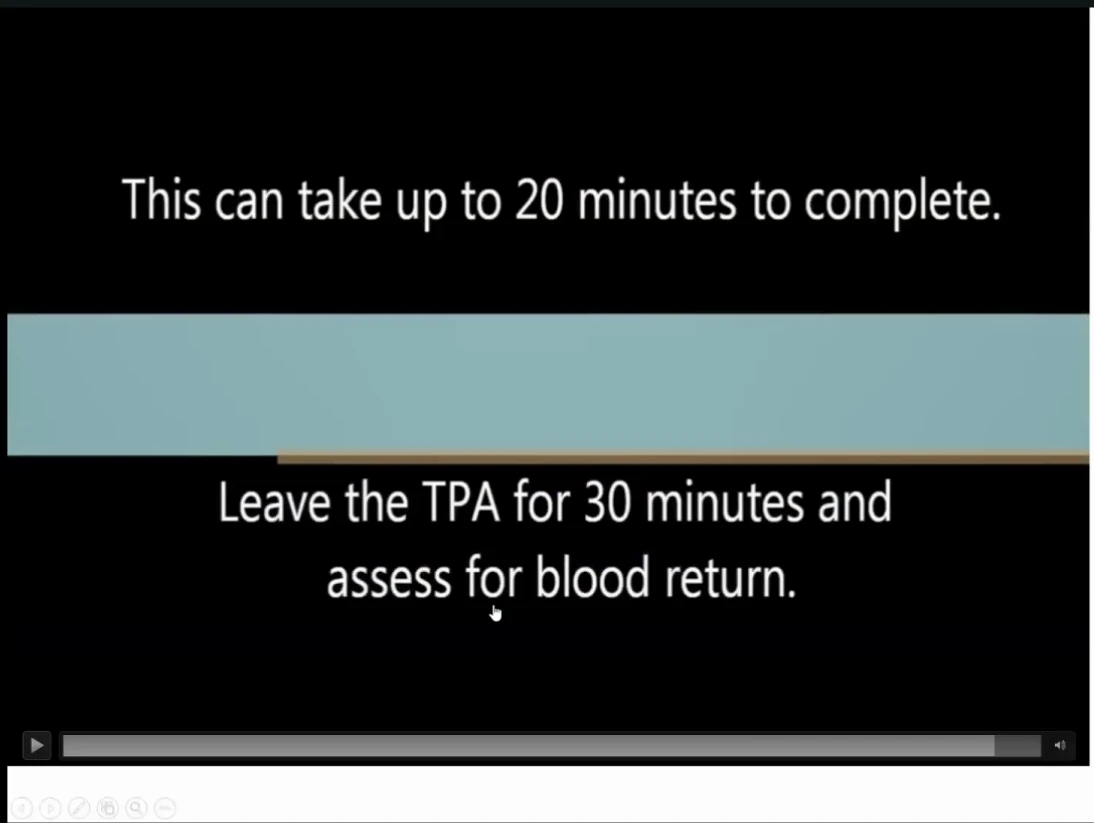 This can take up to 20 minutes to complete.
Leave the TPA for 30 minutes and
assess for blood return.